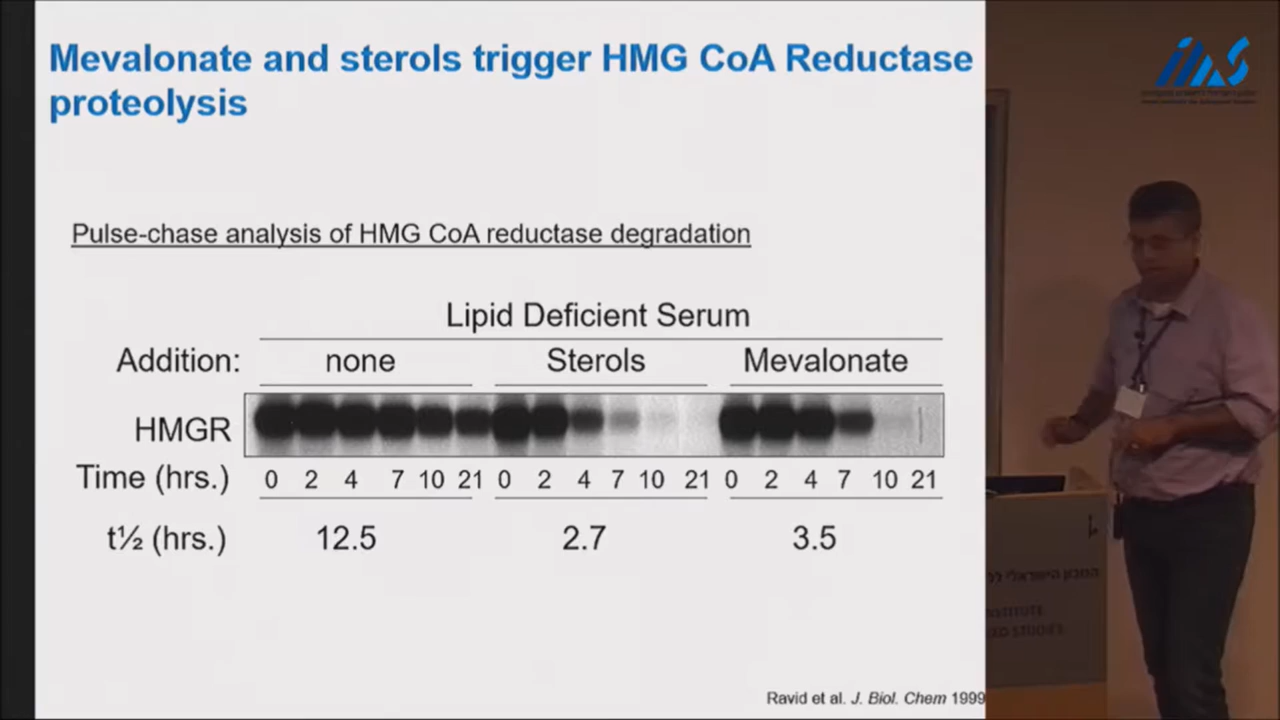 Mevalonate and sterols trigger HMG CoA Reductase
proteolysis
Pulse-chase analysis of HMG CoA reductase degradation
Lipid Deficient Serum
Addition: none Sterols Mevalonate
HMGR
Time (hrs.) 0 2 4 7 10 21 0 2 4 7 10 21 0 2 4 7 10 21
t½ (hrs.) 12.5 2.7 3.5
Ravid et al. J. Biol. Chem 1999
IIAS
המכון הישראלי